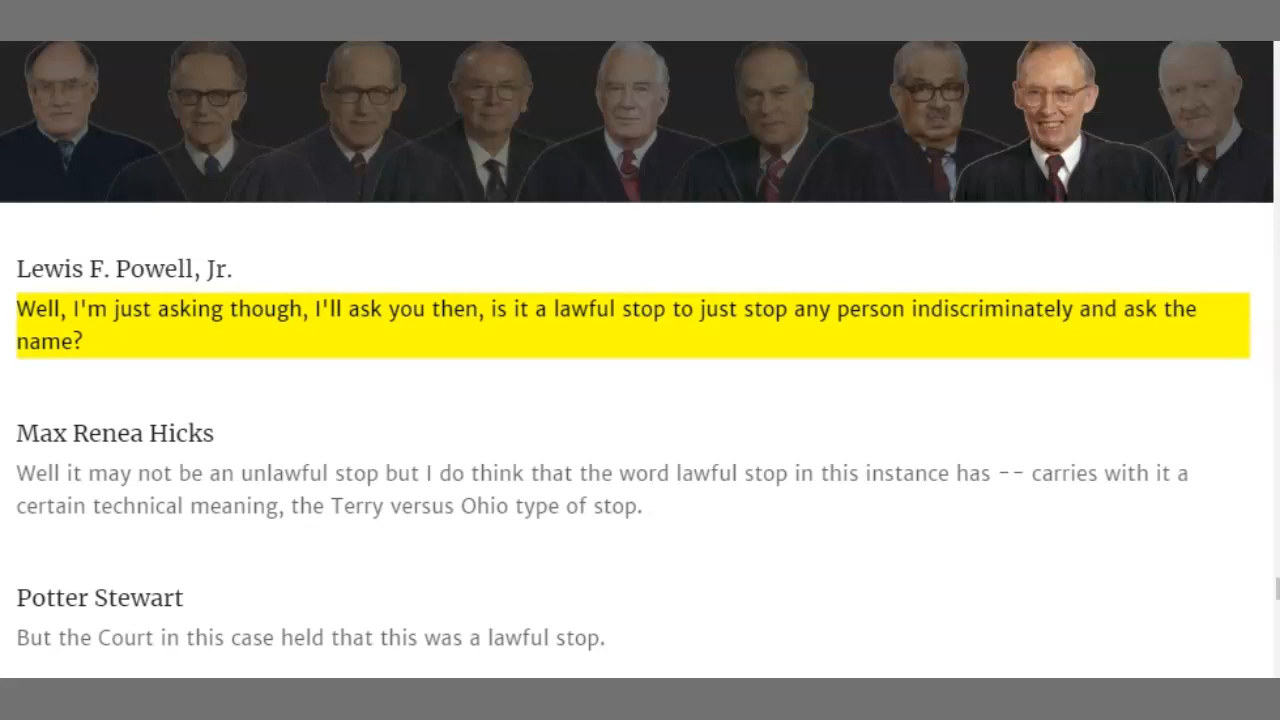 Lewis F. Powell, Jr.
Well, I'm just asking though, I'll ask you then, is it a lawful stop to just stop any person indiscriminately and ask the
name?
Max Renea Hicks
Well it may not be an unlawful stop but I do think that the word lawful stop in this instance has -- carries with it a
certain technical meaning, the Terry versus Ohio type of stop.
Potter Stewart
But the Court in this case held that this was a lawful stop.